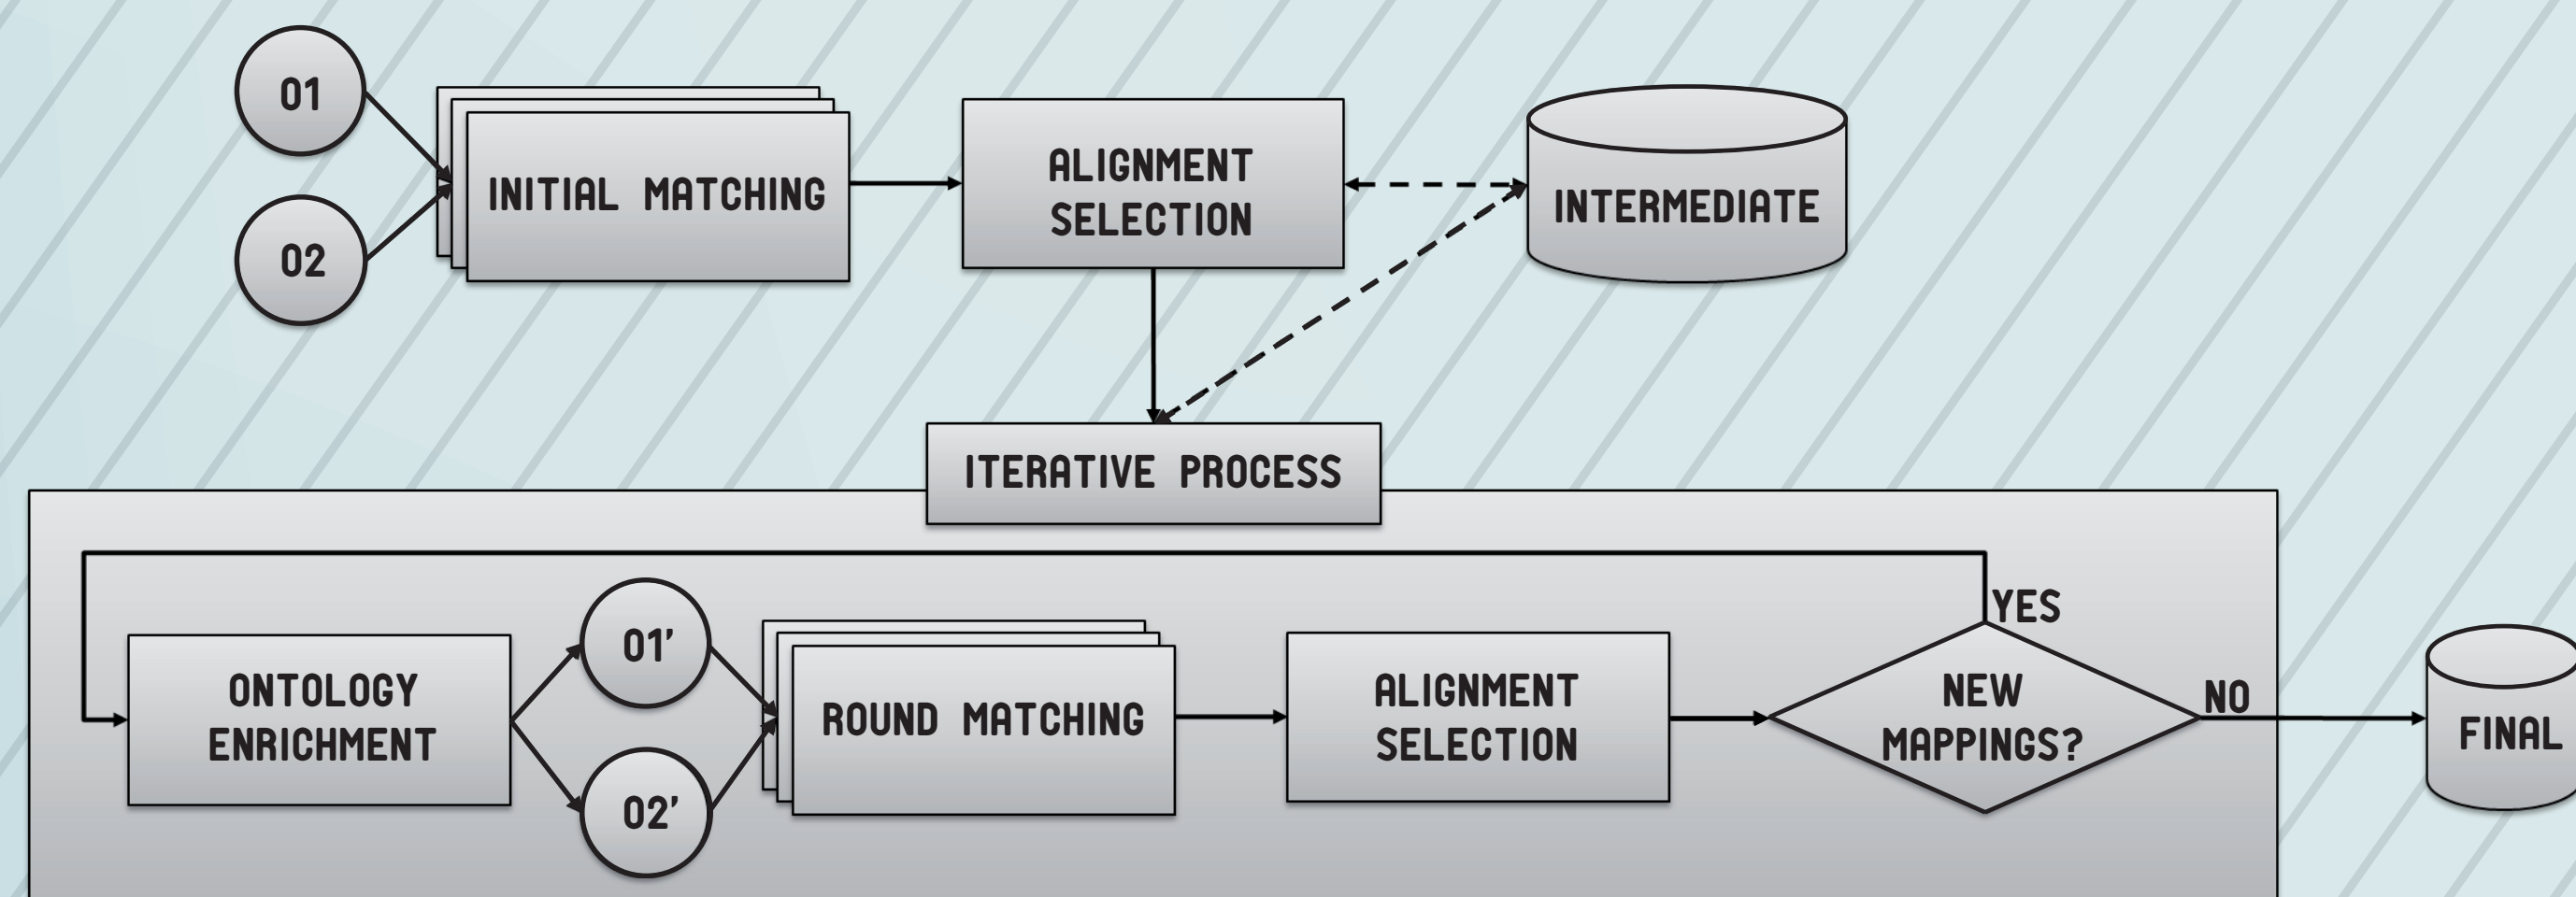 O1
O2
INITIAL MATCHING
ALIGNMENT
SELECTION
INTERMEDIATE
ITERATIVE PROCESS
YES
ONTOLOGY
ENRICHMENT
O1’
O2’
ROUND MATCHING
ALIGNMENT
SELECTION
NEW
MAPPINGS?
NO
FINAL